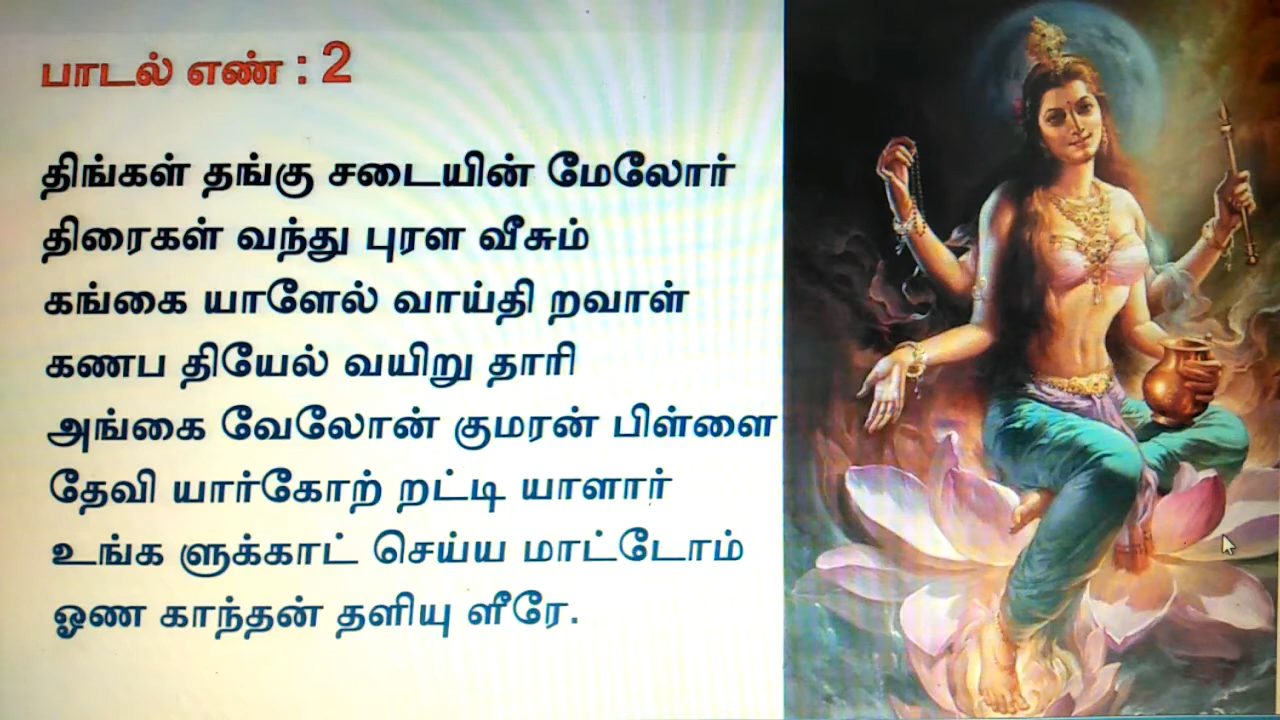 பாடல் எண் : 2
திங்கள் தங்கு சடையின் மேலோர்
திரைகள் வந்து புரள வீசும்
கங்கை யாளேல் வாய்தி றவாள்
கணப தியேல் வயிறு தாரி
அங்கை வேலோன் குமரன் பிள்ளை
தேவி யார்கோற் றட்டி யாளார்
உங்க ளுக்காட் செய்ய மாட்டோம்
ஓண காந்தன் தளியு ளீரே.